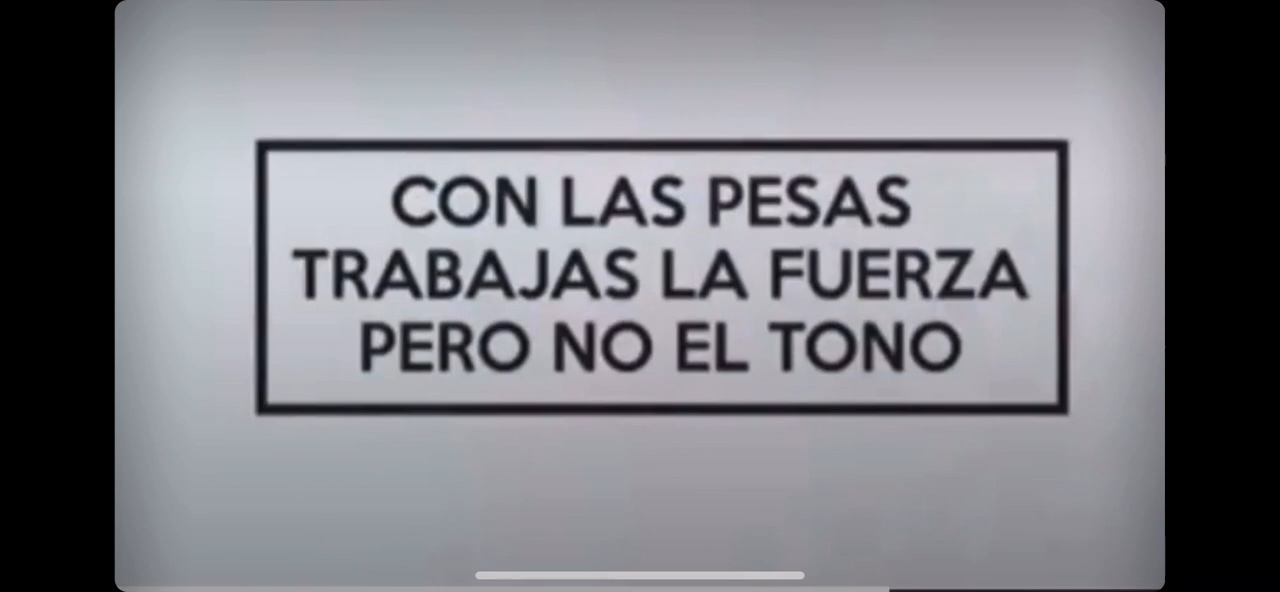 CON LAS PESAS
TRABAJAS LA FUERZA
PERO NO EL TONO